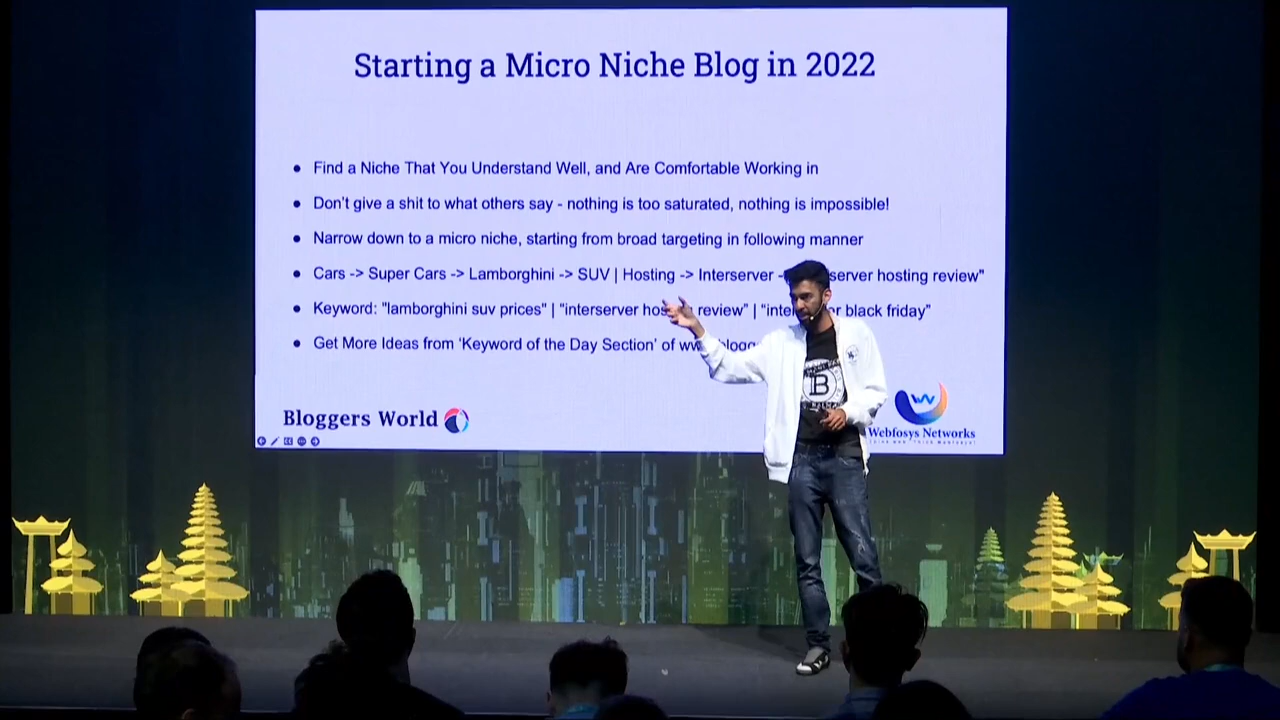 Starting a Micro Niche Blog in 2022
● Find a Niche That You Understand Well, and Are Comfortable Working in
● Don't give a shit to what others say - nothing is too saturated, nothing is impossible!
● Narrow down to a micro niche, starting from broad targeting in following manner
● Cars -> Super Cars -> Lamborghini -> SUV | Hosting -> Interserver - server hosting review"
● Keyword: "lamborghini suv prices" | "interserver review" | " black friday"
● Get More Ideas from 'Keyword of the Day Section' of
Bloggers World
B
W
Webfosys Networks